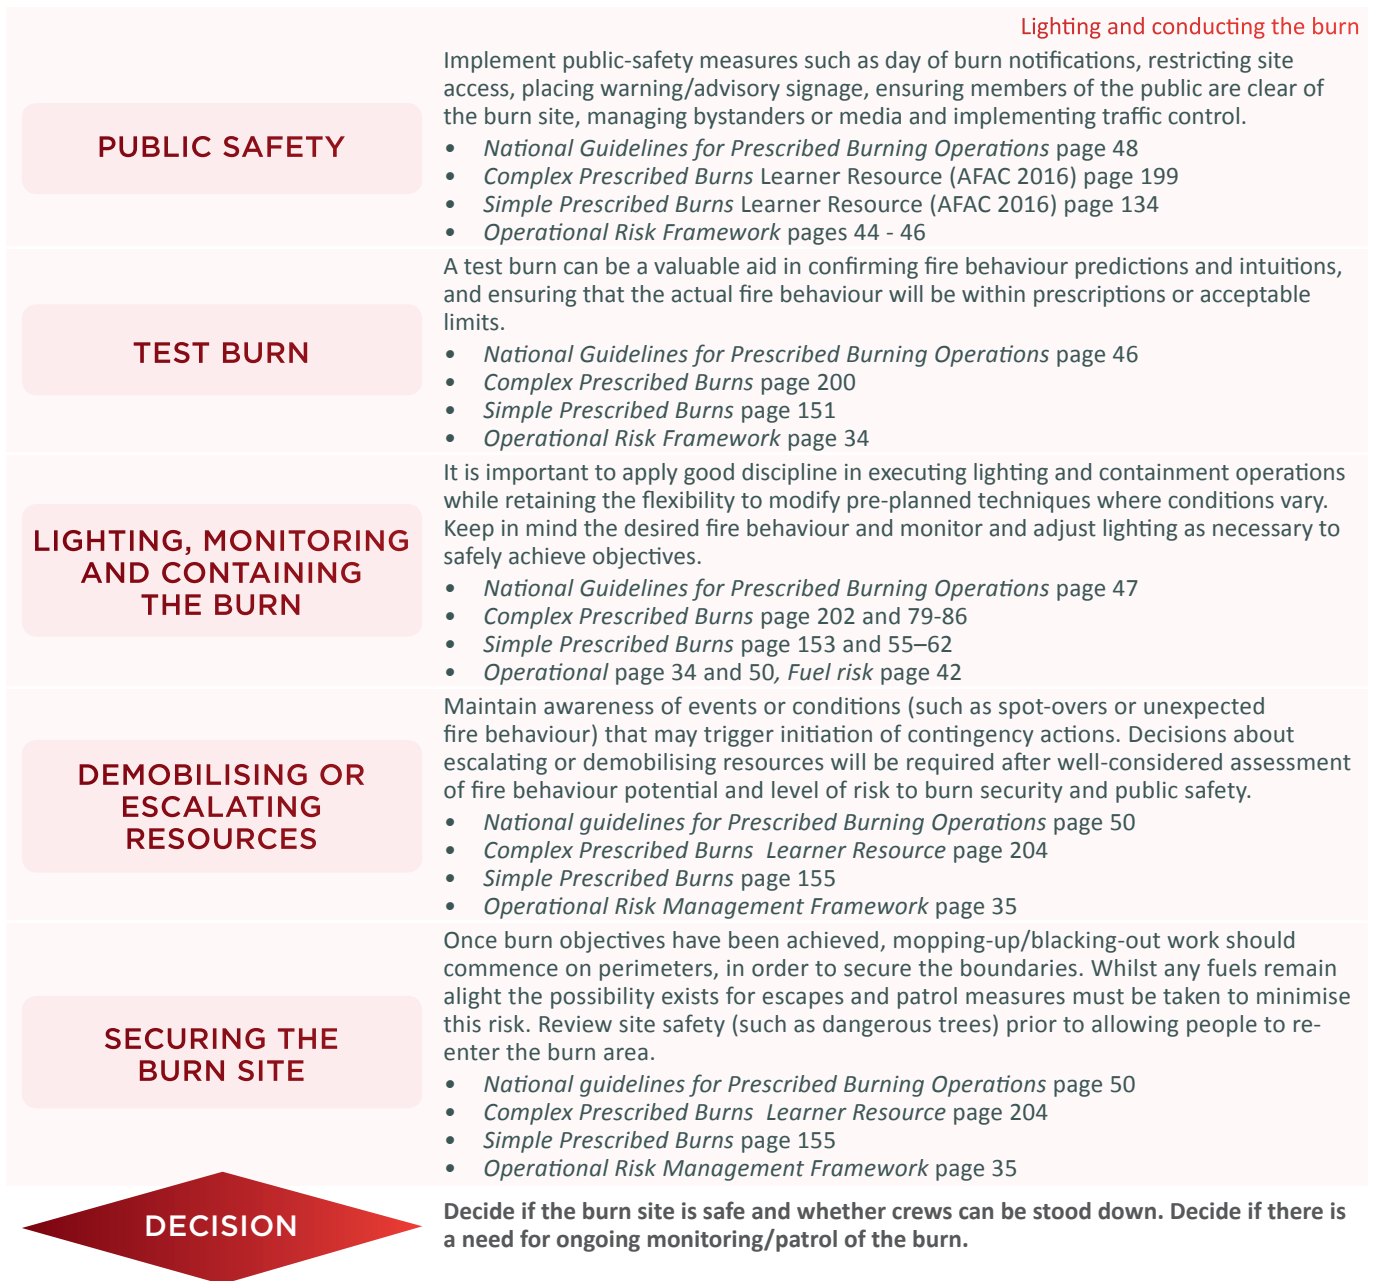 Lighting and conducting the burn
PUBLIC SAFETY
Implement public-safety measures such as day of burn notifications, restricting site
access, placing warning/advisory signage, ensuring members of the public are clear of
the burn site, managing bystanders or media and implementing traffic control.
• National Guidelines for Prescribed Burning Operations page 48
• Complex Prescribed Burns Learner Resource (AFAC 2016) page 199
• Simple Prescribed Burns Learner Resource (AFAC 2016) page 134
• Operational Risk Framework pages 44 - 46
TEST BURN
A test burn can be a valuable aid in confirming fire behaviour predictions and intuitions,
and ensuring that the actual fire behaviour will be within prescriptions or acceptable
limits.
• National Guidelines for Prescribed Burning Operations page 46
• Complex Prescribed Burns page 200
• Simple Prescribed Burns page 151
• Operational Risk Framework page 34
LIGHTING, MONITORING
AND CONTAINING
THE BURN
It is important to apply good discipline in executing lighting and containment operations
while retaining the flexibility to modify pre-planned techniques where conditions vary.
Keep in mind the desired fire behaviour and monitor and adjust lighting as necessary to
safely achieve objectives.
• National Guidelines for Prescribed Burning Operations page 47
• Complex Prescribed Burns page 202 and 79-86
• Simple Prescribed Burns page 153 and 55–62
• Operational page 34 and 50, Fuel risk page 42
DEMOBILISING OR
ESCALATING
RESOURCES
Maintain awareness of events or conditions (such as spot-overs or unexpected
fire behaviour) that may trigger initiation of contingency actions. Decisions about
escalating or demobilising resources will be required after well-considered assessment
of fire behaviour potential and level of risk to burn security and public safety.
• National guidelines for Prescribed Burning Operations page 50
• Complex Prescribed Burns  Learner Resource page 204
• Simple Prescribed Burns page 155
• Operational Risk Management Framework page 35
SECURING THE
BURN SITE
Once burn objectives have been achieved, mopping-up/blacking-out work should
commence on perimeters, in order to secure the boundaries. Whilst any fuels remain
alight the possibility exists for escapes and patrol measures must be taken to minimise
this risk. Review site safety (such as dangerous trees) prior to allowing people to re-
enter the burn area.
• National guidelines for Prescribed Burning Operations page 50
• Complex Prescribed Burns  Learner Resource page 204
• Simple Prescribed Burns page 155
• Operational Risk Management Framework page 35
DECISION
Decide if the burn site is safe and whether crews can be stood down. Decide if there is
a need for ongoing monitoring/patrol of the burn.